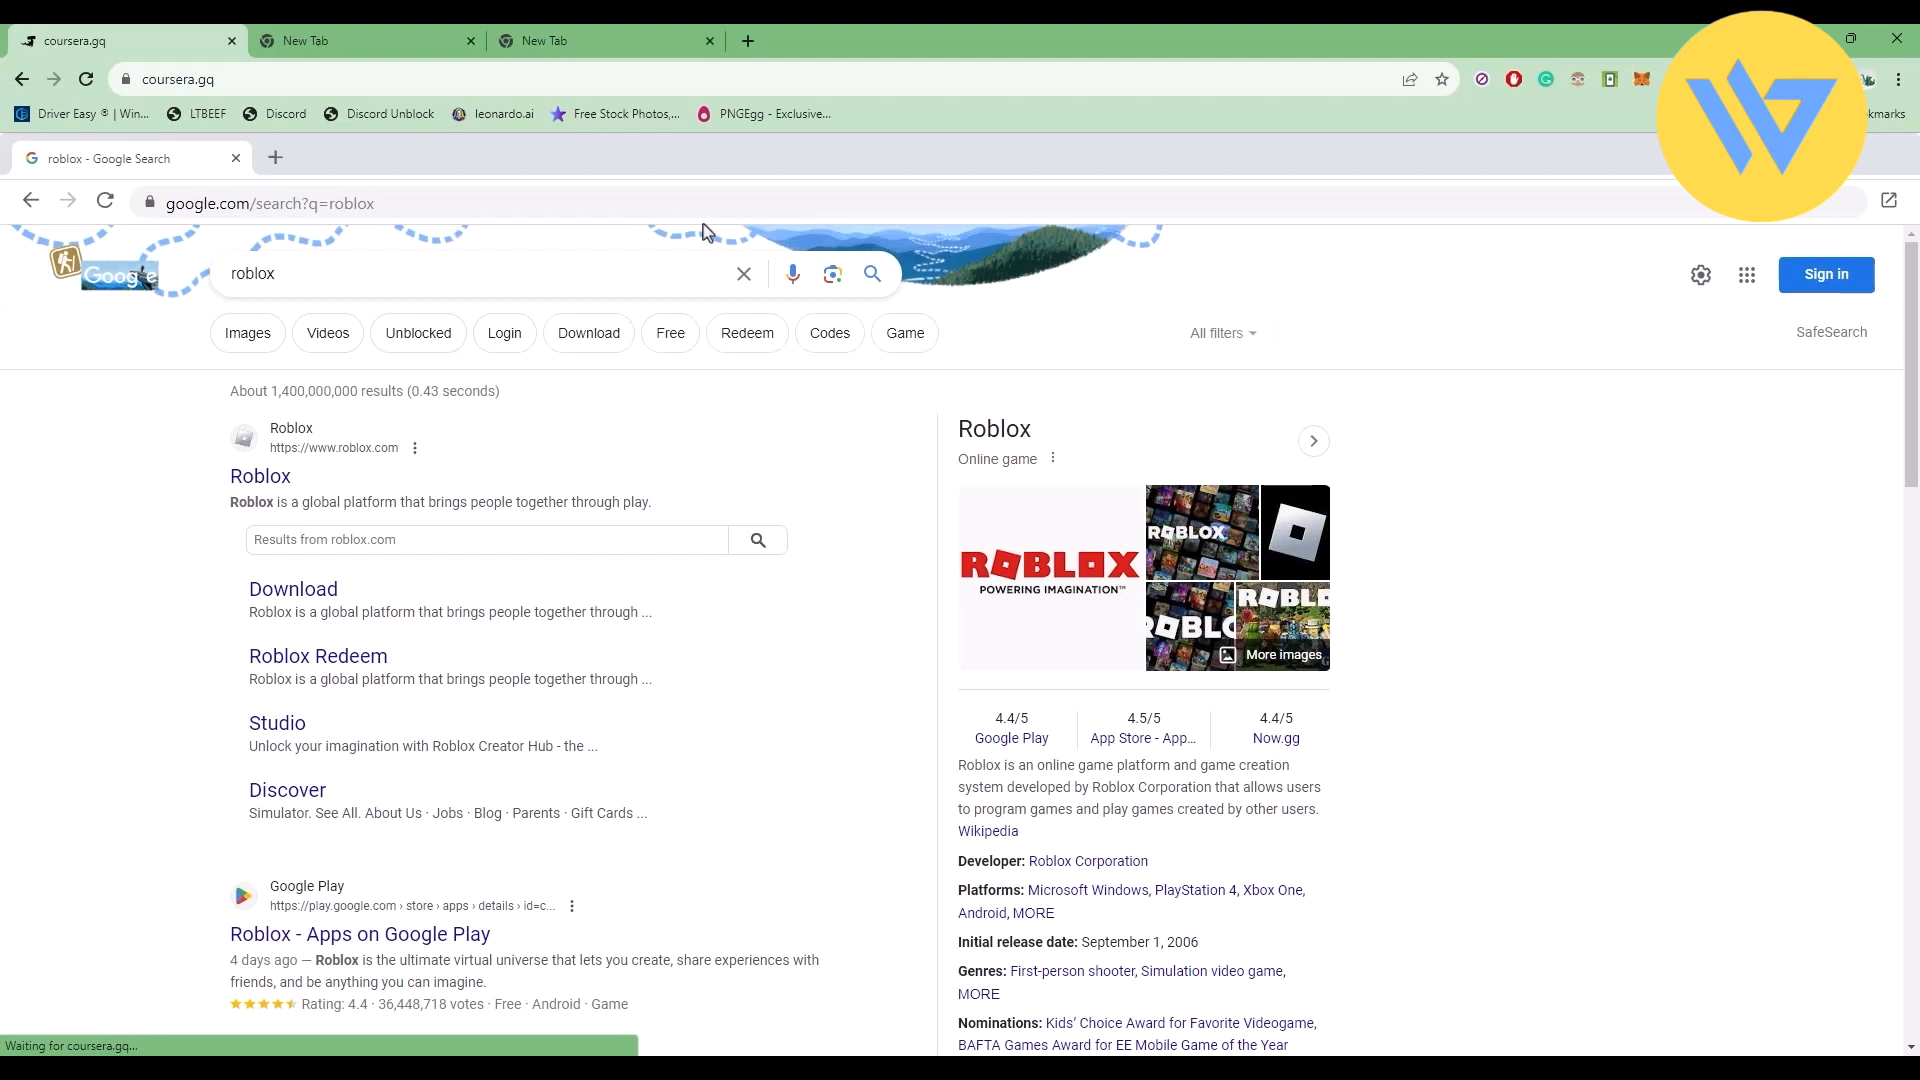 coursera.gq
New Tab
New Tab
coursera.gq
Driver Easy ® | Win...
LTBEEF
Discord
Discord Unblock
leonardo.ai
Free Stock Photos,...
PNGEgg - Exclusive...
kmarks
roblox - Google Search
google.com/search?q=roblox
Google
roblox
Sign in
Images
Videos
Unblocked
Login
Download
Free
Redeem
Codes
Game
All filters
SafeSearch
About 1,400,000,000 results (0.43 seconds)
Roblox
https://www.roblox.com
Roblox
Roblox is a global platform that brings people together through play.
Results from roblox.com
Download
Roblox is a global platform that brings people together through ...
Roblox Redeem
Roblox is a global platform that brings people together through ...
Studio
Unlock your imagination with Roblox Creator Hub - the ...
Discover
Simulator. See All. About Us · Jobs · Blog · Parents · Gift Cards ...
Google Play
https://play.google.com › store › apps › details › id=c...
Roblox - Apps on Google Play
4 days ago — Roblox is the ultimate virtual universe that lets you create, share experiences with
friends, and be anything you can imagine.
Rating: 4.4 · 36,448,718 votes · Free · Android · Game
Roblox
Online game
ROBLOX
POWERING IMAGINATION™
ROBLOX
ROBLO
ROBL
More images
4.4/5
Google Play
4.5/5
App Store - App...
4.4/5
Now.gg
Roblox is an online game platform and game creation
system developed by Roblox Corporation that allows users
to program games and play games created by other users.
Wikipedia
Developer: Roblox Corporation
Platforms: Microsoft Windows, PlayStation 4, Xbox One,
Android, MORE
Initial release date: September 1, 2006
Genres: First-person shooter, Simulation video game,
MORE
Nominations: Kids' Choice Award for Favorite Videogame,
BAFTA Games Award for EE Mobile Game of the Year
Waiting for coursera.gq...